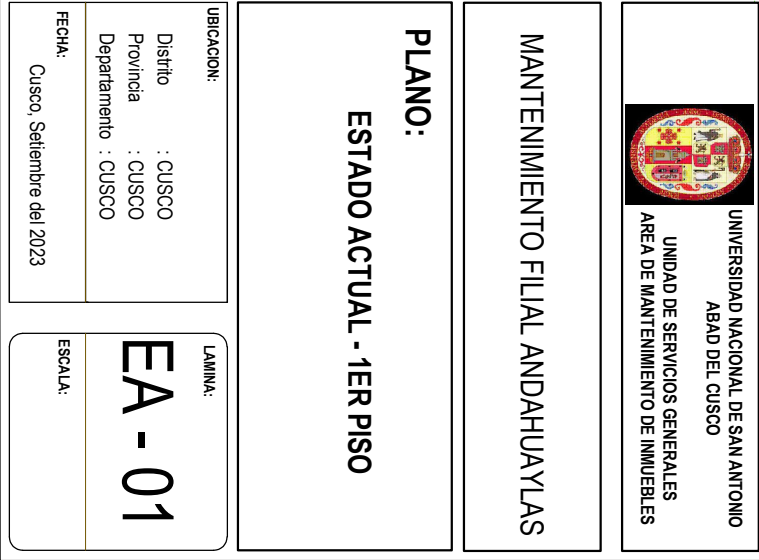 UNIVERSIDAD NACIONAL DE SAN ANTONIO
ABAD DEL CUSCO
UNIDAD DE SERVICIOS GENERALES
AREA DE MANTENIMIENTO DE INMUEBLES
MANTENIMIENTO FILIAL ANDAHUAYLAS
PLANO:
ESTADO ACTUAL - 1ER PISO
UBICACION:
Distrito : CUSCO
Provincia : CUSCO
Departamento : CUSCO
FECHA:
Cusco, Setiembre del 2023
LAMINA:
EA - 01
ESCALA: